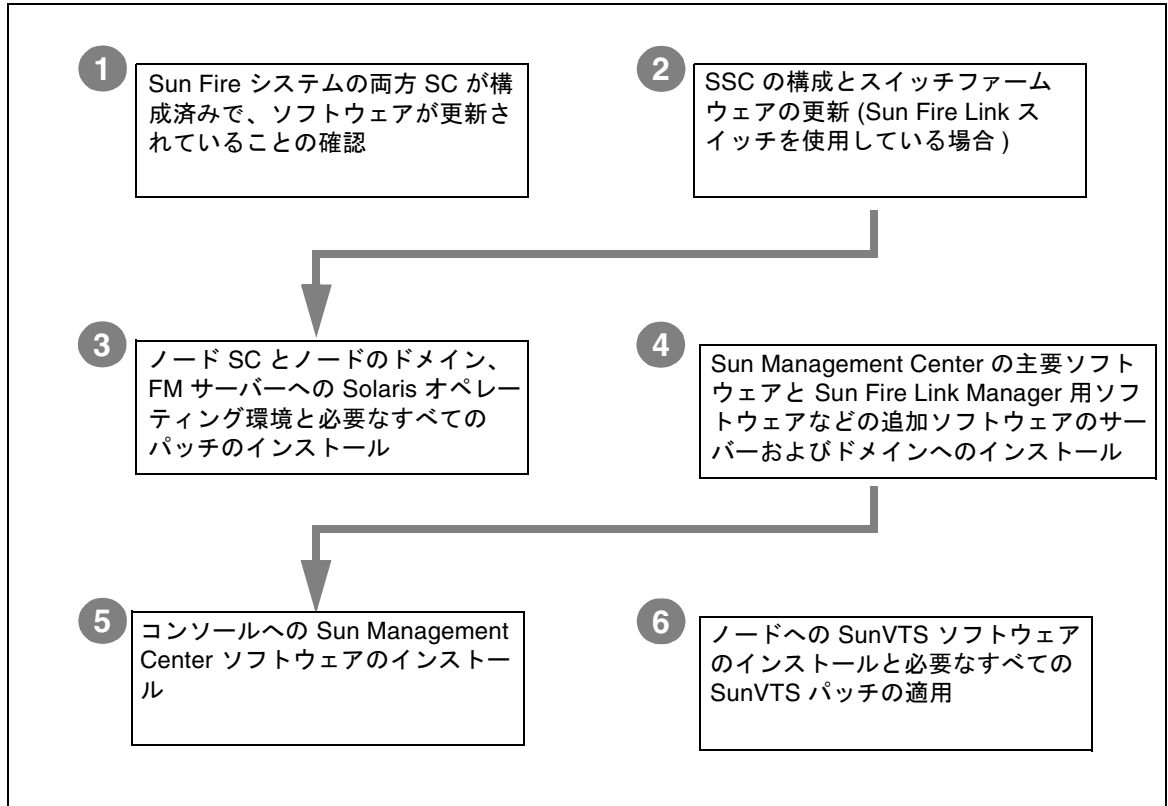 1
Sun Fire システムの両方 SC が構
成済みで、ソフトウェアが更新さ
れていることの確認
2
SSC の構成とスイッチファーム
ウェアの更新 (Sun Fire Link ス
イッチを使用している場合 )
3
ノード SC とノードのドメイン、
FM サーバーへの Solaris オペレー
ティング環境と必要なすべての
パッチのインストール
4
Sun Management Center の主要ソフト
ウェアと Sun Fire Link Manager 用ソフ
トウェアなどの追加ソフトウェアのサー
バーおよびドメインへのインストール
5
コンソールへの Sun Management
Center ソフトウェアのインストー
ル
6
ノードへの SunVTS ソフトウェア
のインストールと必要なすべての
SunVTS パッチの適用